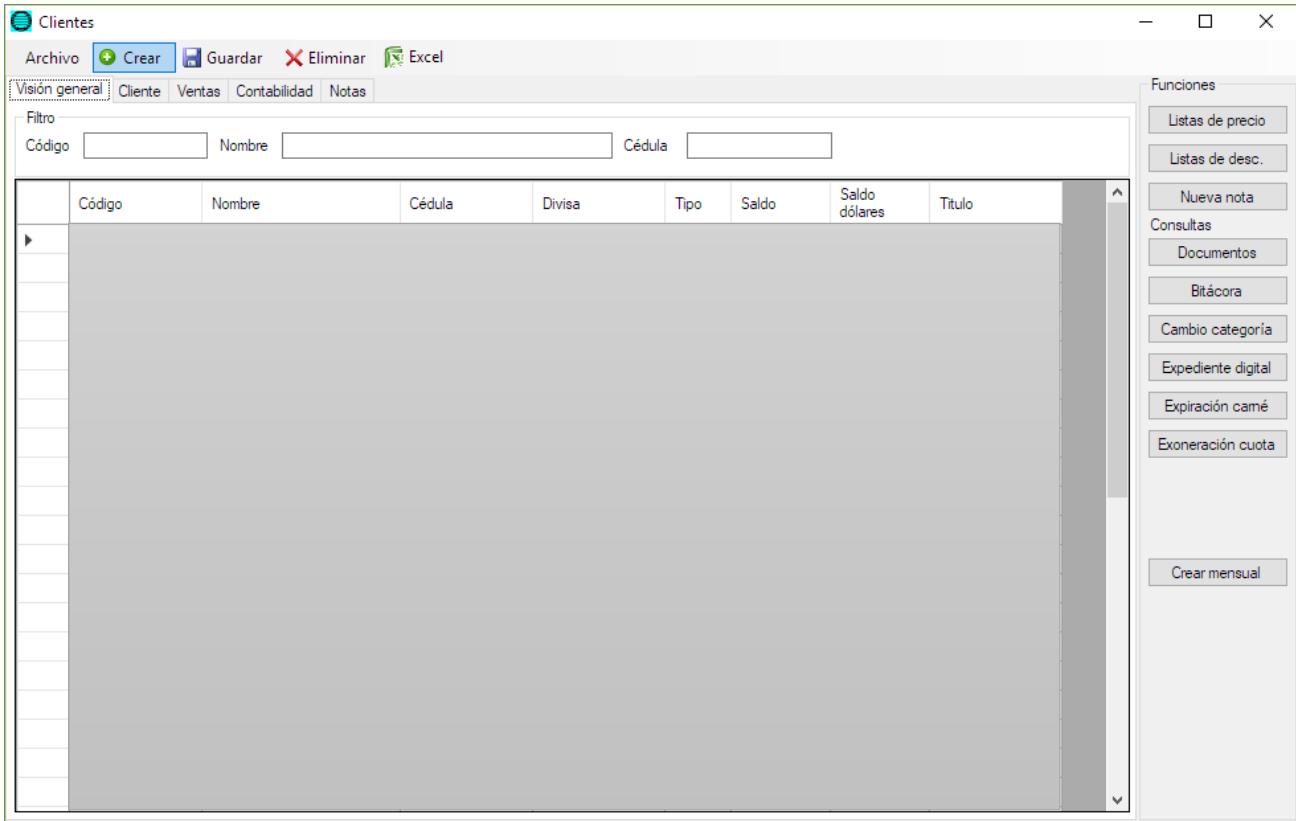 Clientes
Archivo Crear Guardar Eliminar Excel
Visión general Cliente Ventas Contabilidad Notas
Filtro
Código Nombre Cédula
Código Nombre Cédula Divisa Tipo Saldo Saldo dólares Titulo
Funciones
Listas de precio
Listas de desc.
Nueva nota
Consultas
Documentos
Bitácora
Cambio categoría
Expediente digital
Expiración carné
Exoneración cuota
Crear mensual